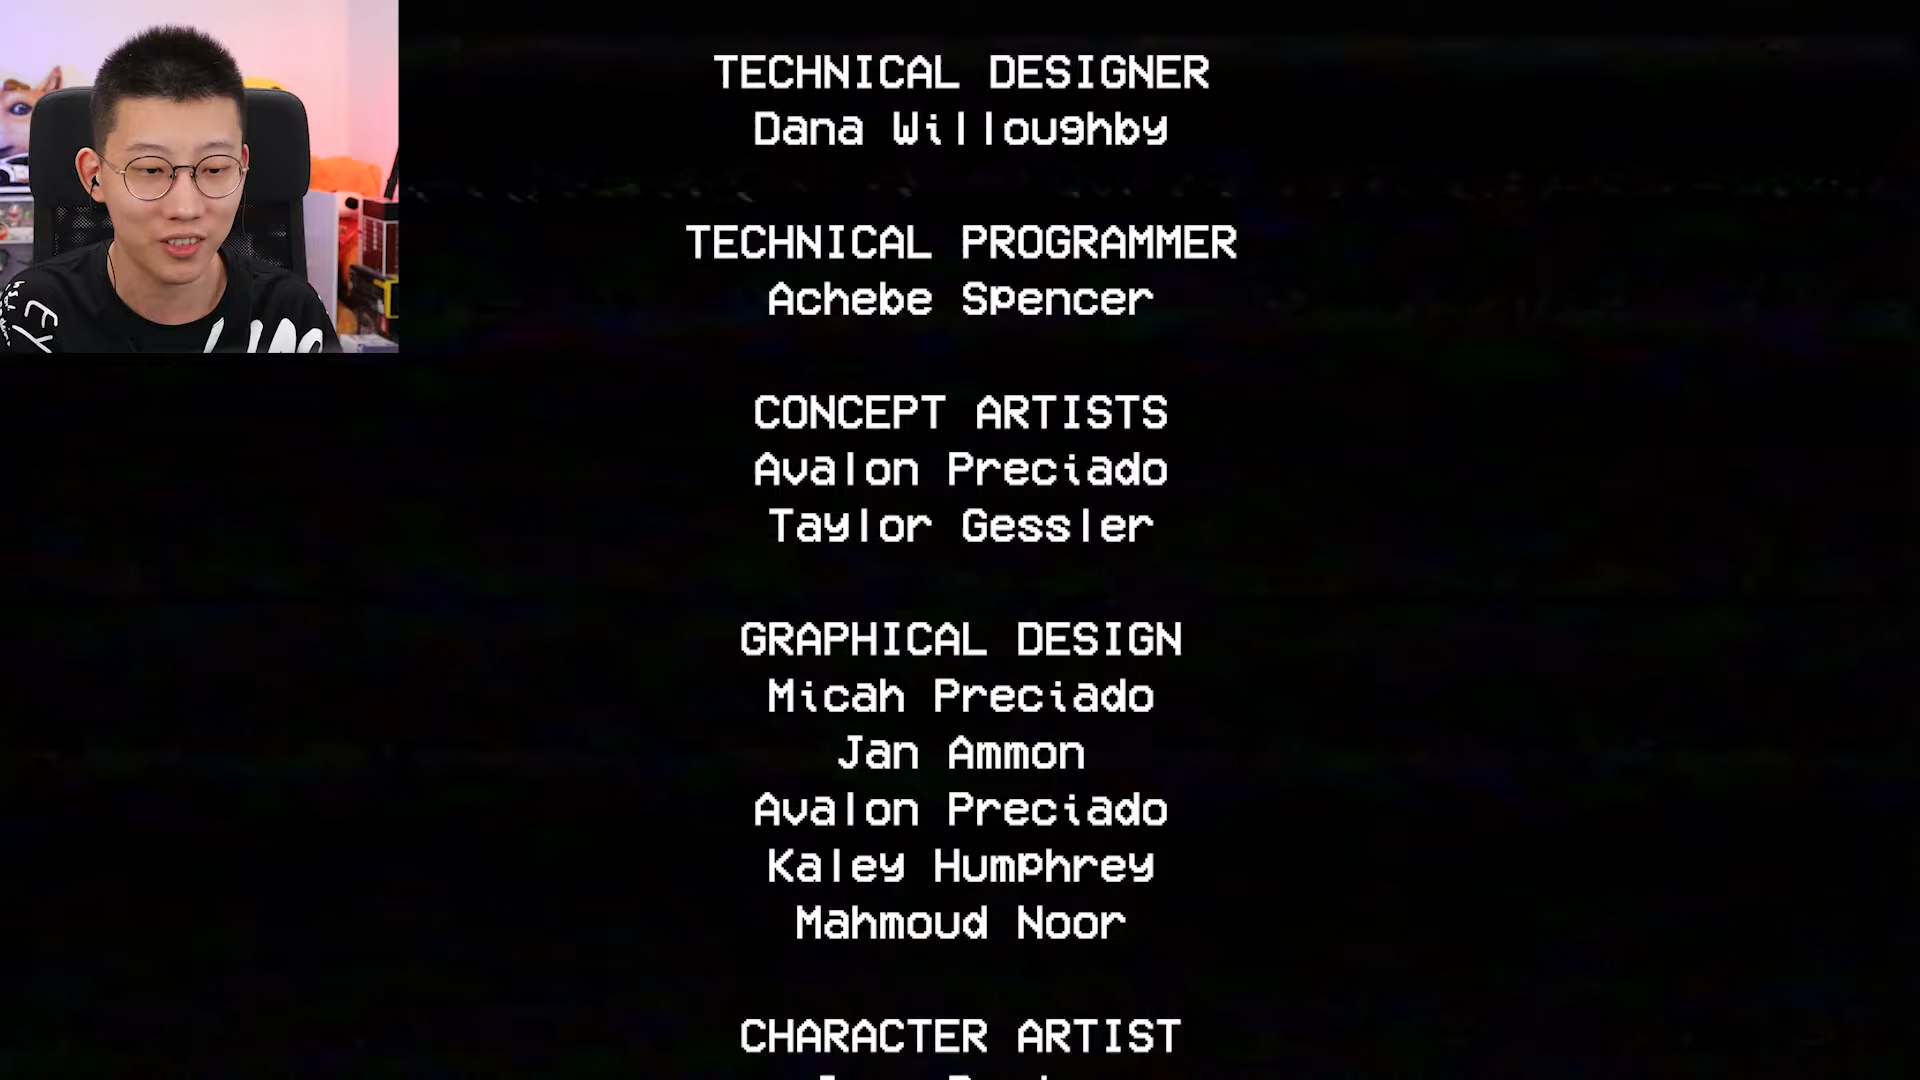 TECHNICAL DESIGNER
Dana Willoughby
TECHNICAL PROGRAMMER
Achebe Spencer
CONCEPT ARTISTS
Avalon Preciado
Taylor Gessler
GRAPHICAL DESIGN
Micah Preciado
Jan Ammon
Avalon Preciado
Kaley Humphrey
Mahmoud Noor
CHARACTER ARTIST